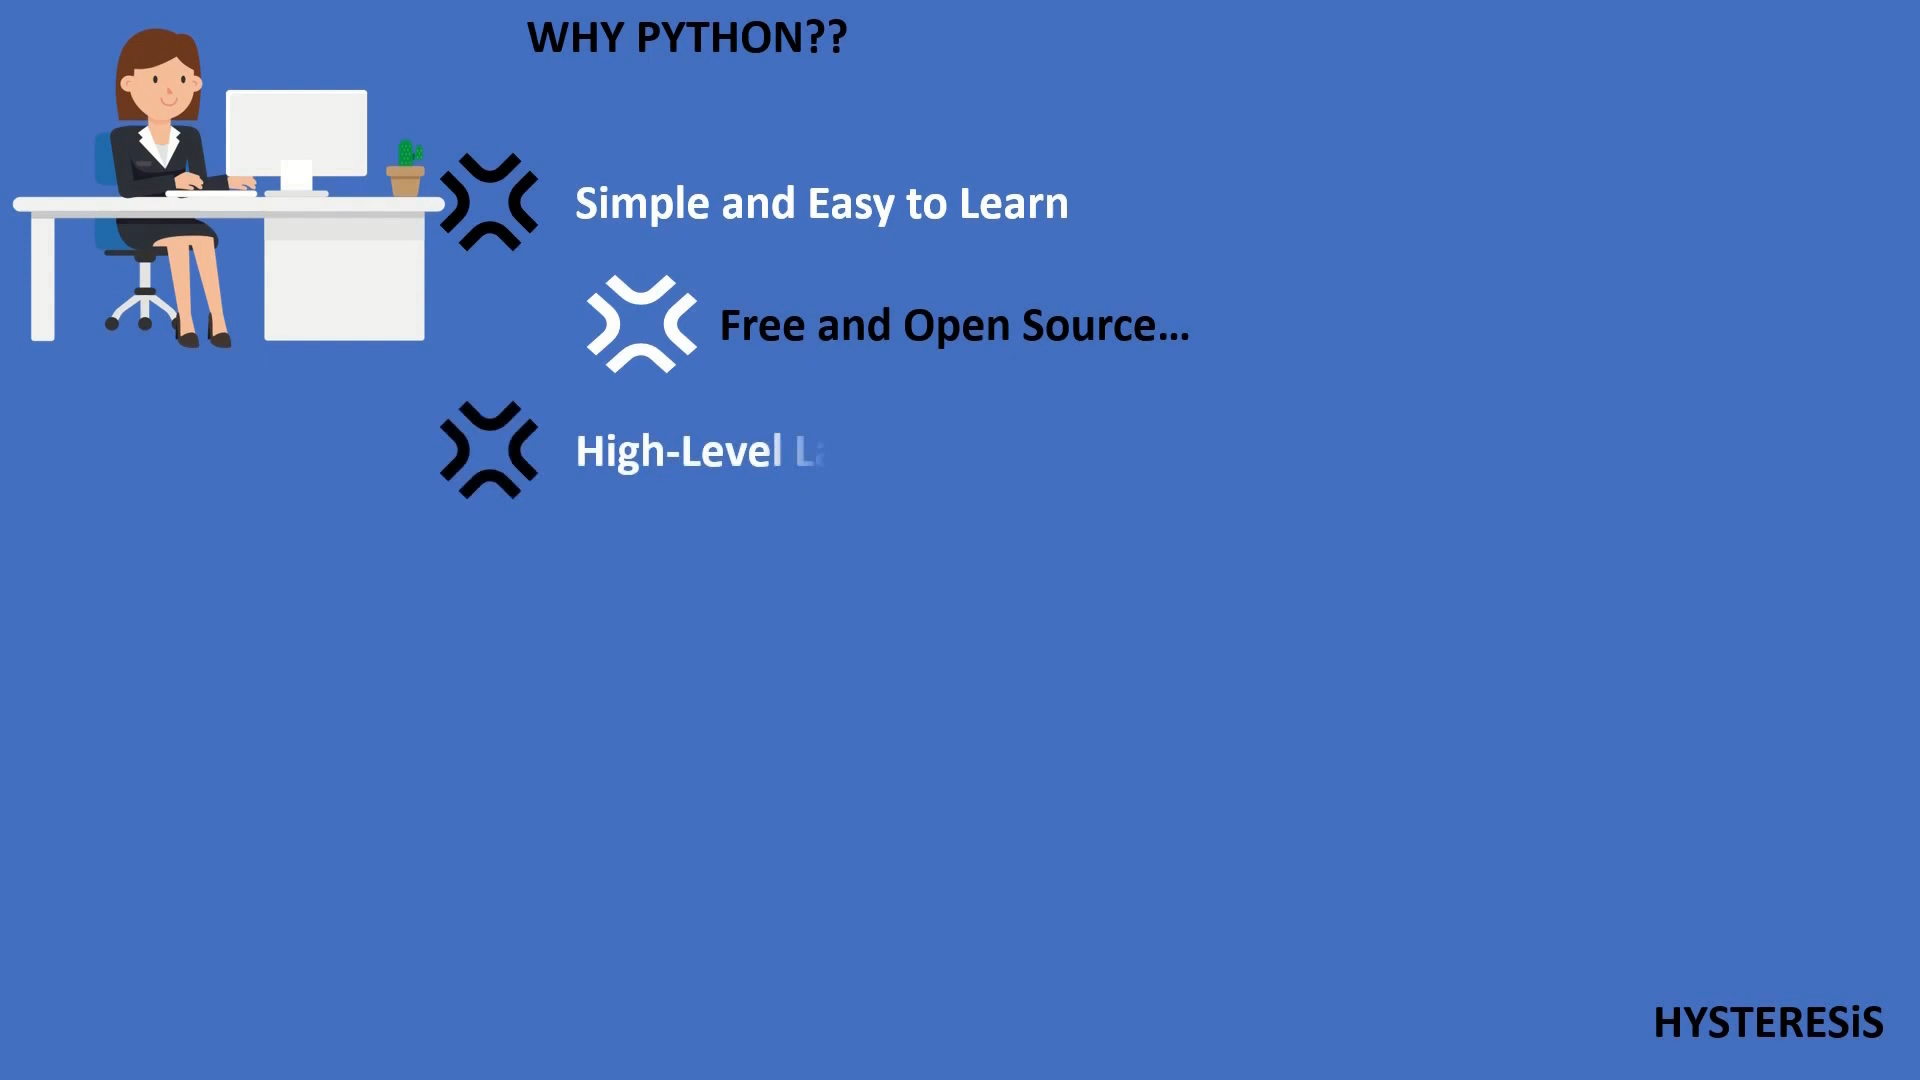 WHY PYTHON??
Simple and Easy to Learn
Free and Open Source...
High-Level
HYSTERESiS